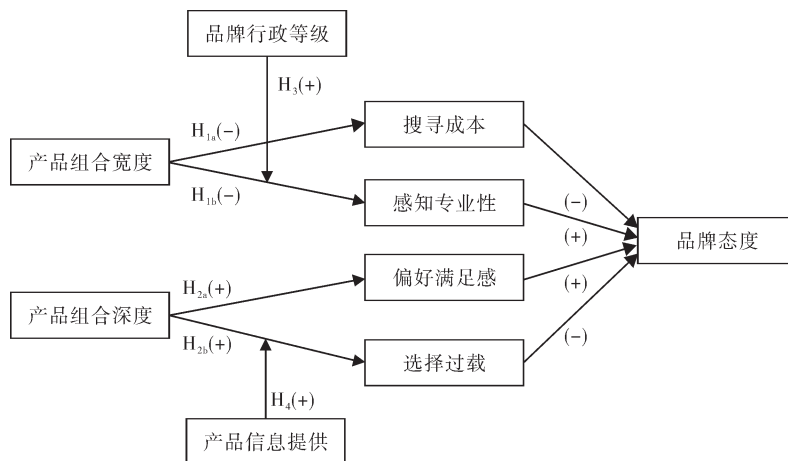 品牌行政等级
H₃(+)
H₁ₐ(−)
搜寻成本
产品组合宽度
H₁b(−)
感知专业性
(−)
(+)
品牌态度
偏好满足感
H₂ₐ(+)
(+)
产品组合深度
H₂b(+)
选择过载
(−)
H₄(+)
产品信息提供